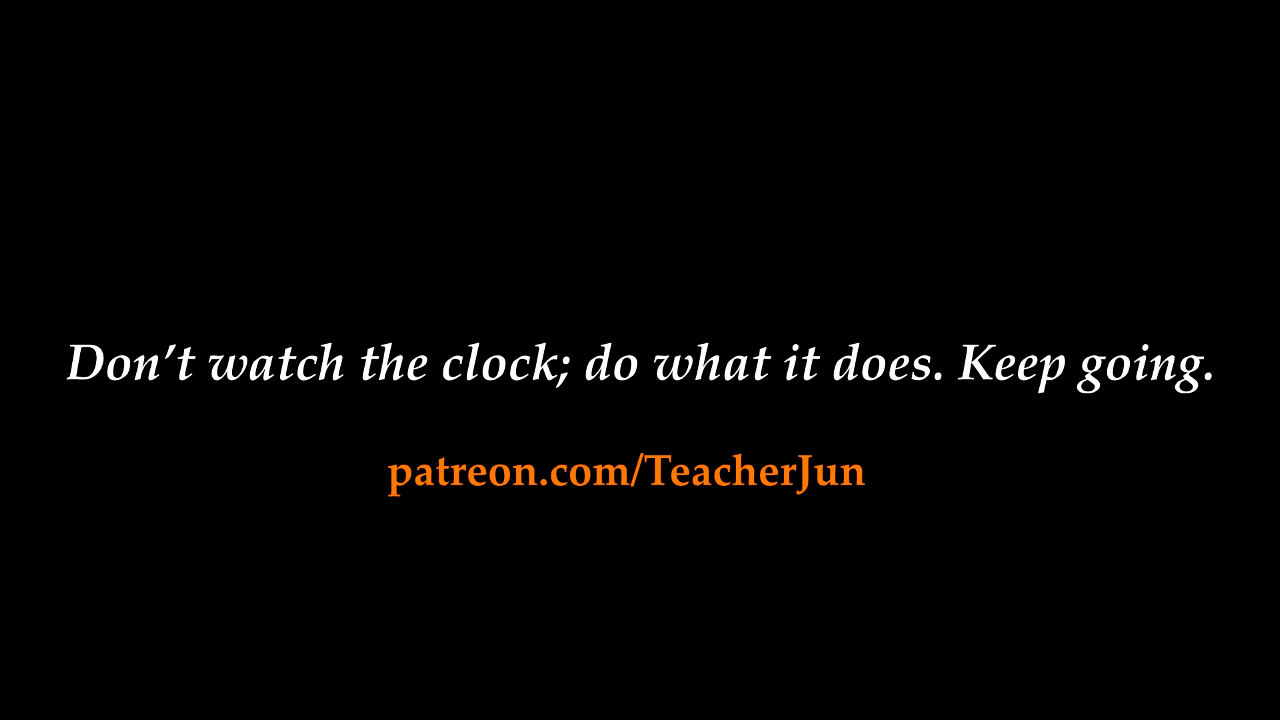 Don’t watch the clock; do what it does. Keep going.
patreon.com/TeacherJun